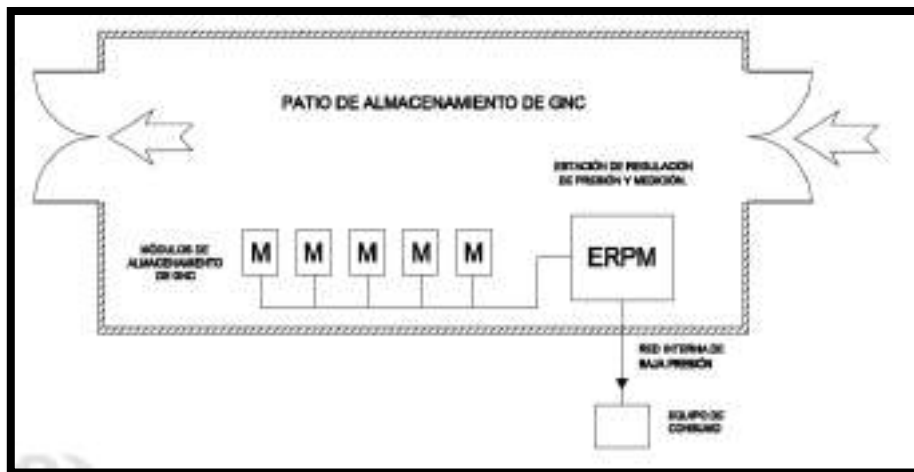 PATIO DE ALMACENAMIENTO DE GNC
ESTACIÓN DE REGULACIÓN
DE PRESIÓN Y MEDICIÓN.
MÓDULOS DE
ALMACENAMIENTO
DE GNC
M M M M M
ERPM
RED INTERNA DE
BAJA PRESIÓN
EQUIPO DE
CONSUMO